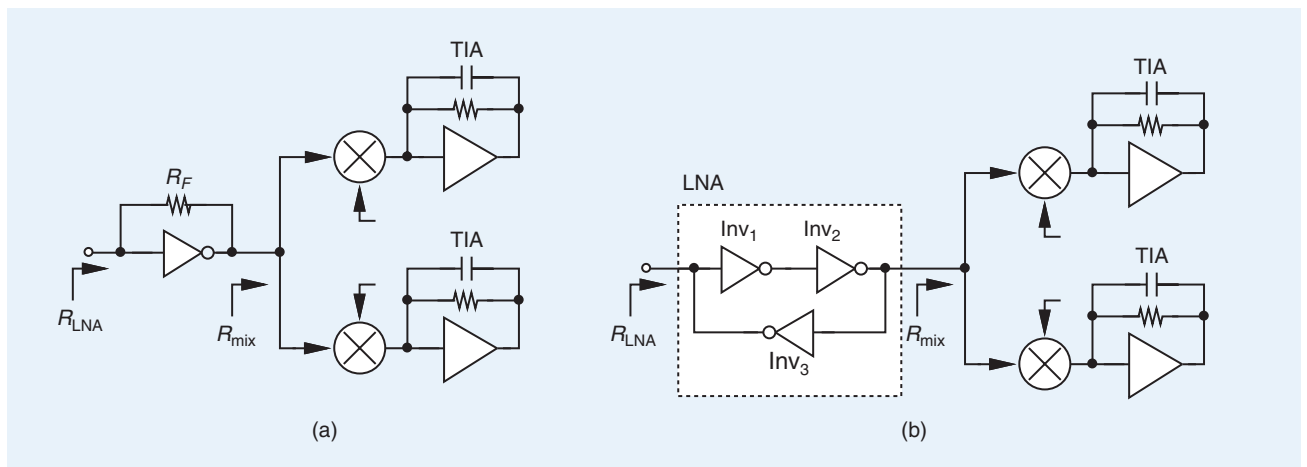 TIA
R_F
R_LNA
R_mix
TIA
(a)
LNA
Inv₁
Inv₂
Inv₃
R_LNA
R_mix
TIA
TIA
(b)